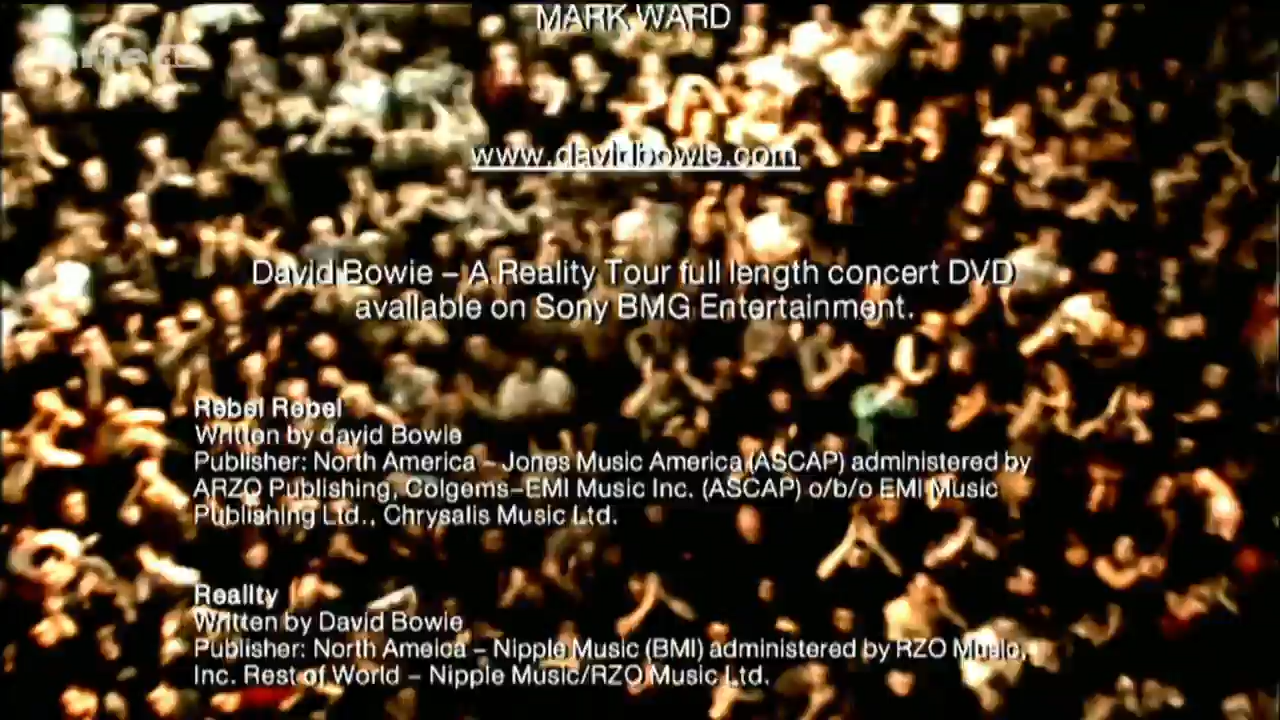 arte HD
MARK WARD
www.davidbowie.com
David Bowie – A Reality Tour full length concert DVD
available on Sony BMG Entertainment.
Rebel Rebel
Written by david Bowie
Publisher: North America – Jones Music America (ASCAP) administered by
ARZO Publishing, Colgems–EMI Music Inc. (ASCAP) o/b/o EMI Music
Publishing Ltd., Chrysalis Music Ltd.
Reality
Written by David Bowie
Publisher: North Ameica – Nipple Music (BMI) administered by RZO Music,
Inc. Rest of World – Nipple Music/RZO Music Ltd.